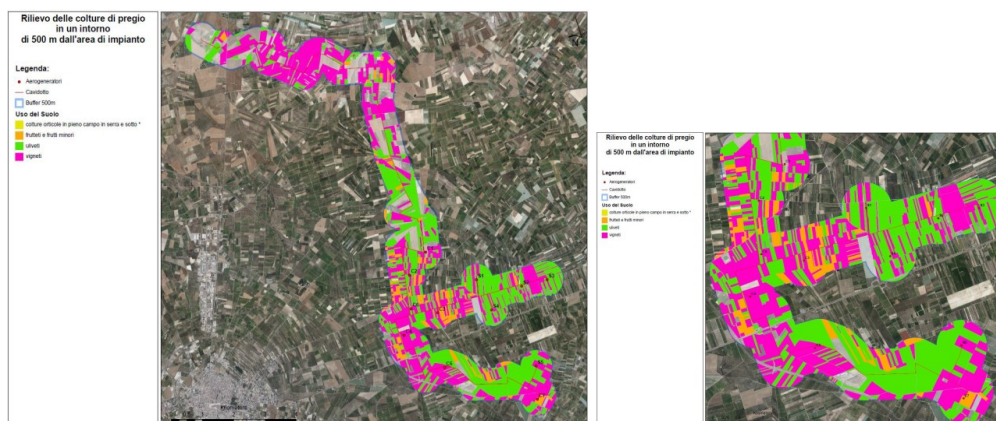 Rilievo delle colture di pregio
in un intorno
di 500 m dall'area di impianto
Legenda:
Aerogeneratori
Cavidotto
Buffer 500m
Uso del Suolo
colture orticole in pieno campo in serra e sotto *
frutteti e frutti minori
uliveti
vigneti
Rilievo delle colture di pregio
in un intorno
di 500 m dall'area di impianto
Legenda:
Aerogeneratori
Cavidotto
Buffer 500m
Uso del Suolo
colture orticole in pieno campo in serra e sotto *
frutteti e frutti minori
uliveti
vigneti